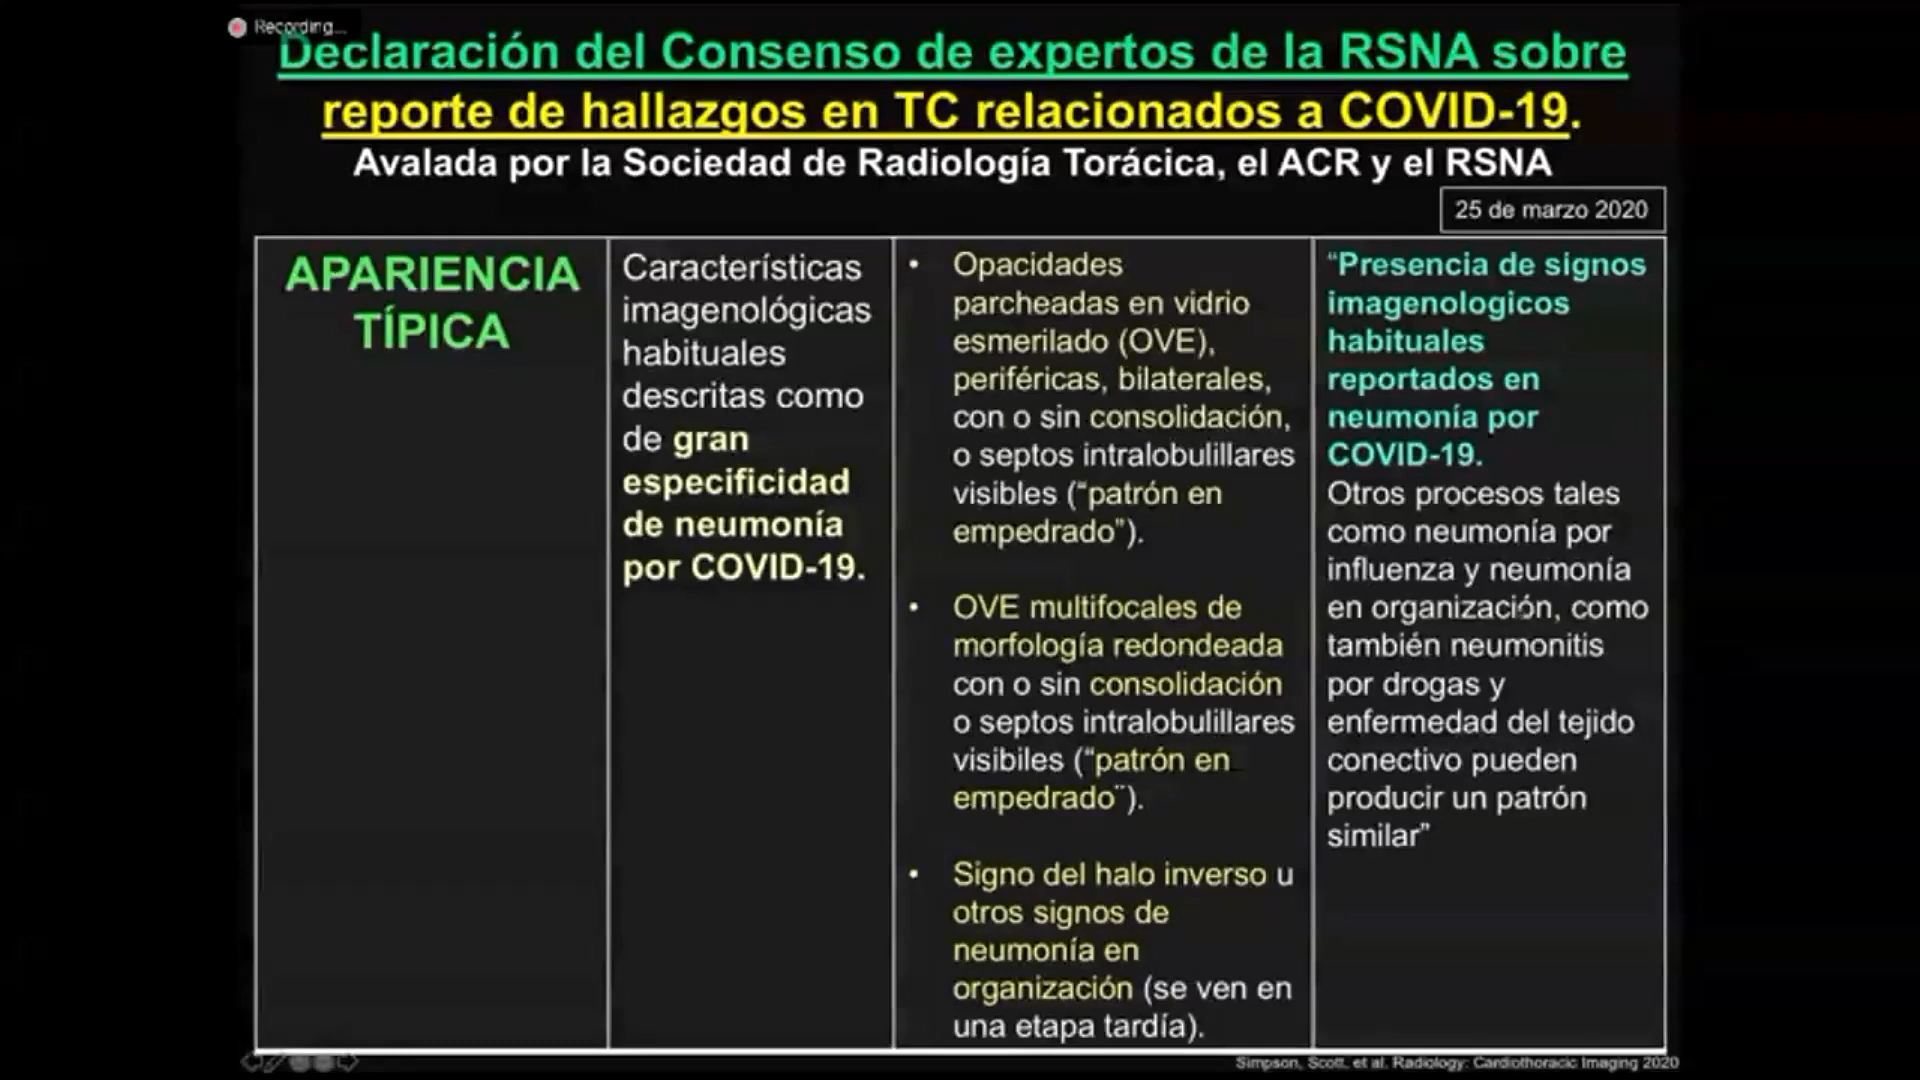 Recording...
Declaración del Consenso de expertos de la RSNA sobre
reporte de hallazgos en TC relacionados a COVID-19.
Avalada por la Sociedad de Radiología Torácica, el ACR y el RSNA
25 de marzo 2020
APARIENCIA
TÍPICA
Características
imagenológicas
habituales
descritas como
de gran
especificidad
de neumonía
por COVID-19.
• Opacidades
parcheadas en vidrio
esmerilado (OVE),
periféricas, bilaterales,
con o sin consolidación,
o septos intralobulillares
visibles (“patrón en
empedrado”).
• OVE multifocales de
morfología redondeada
con o sin consolidación
o septos intralobulillares
visibiles (“patrón en
empedrado¨).
• Signo del halo inverso u
otros signos de
neumonía en
organización (se ven en
una etapa tardía).
“Presencia de signos
imagenologicos
habituales
reportados en
neumonía por
COVID-19.
Otros procesos tales
como neumonía por
influenza y neumonía
en organización, como
también neumonitis
por drogas y
enfermedad del tejido
conectivo pueden
producir un patrón
similar”
Simpson, Scott, et al. Radiology: Cardiothoracic Imaging 2020